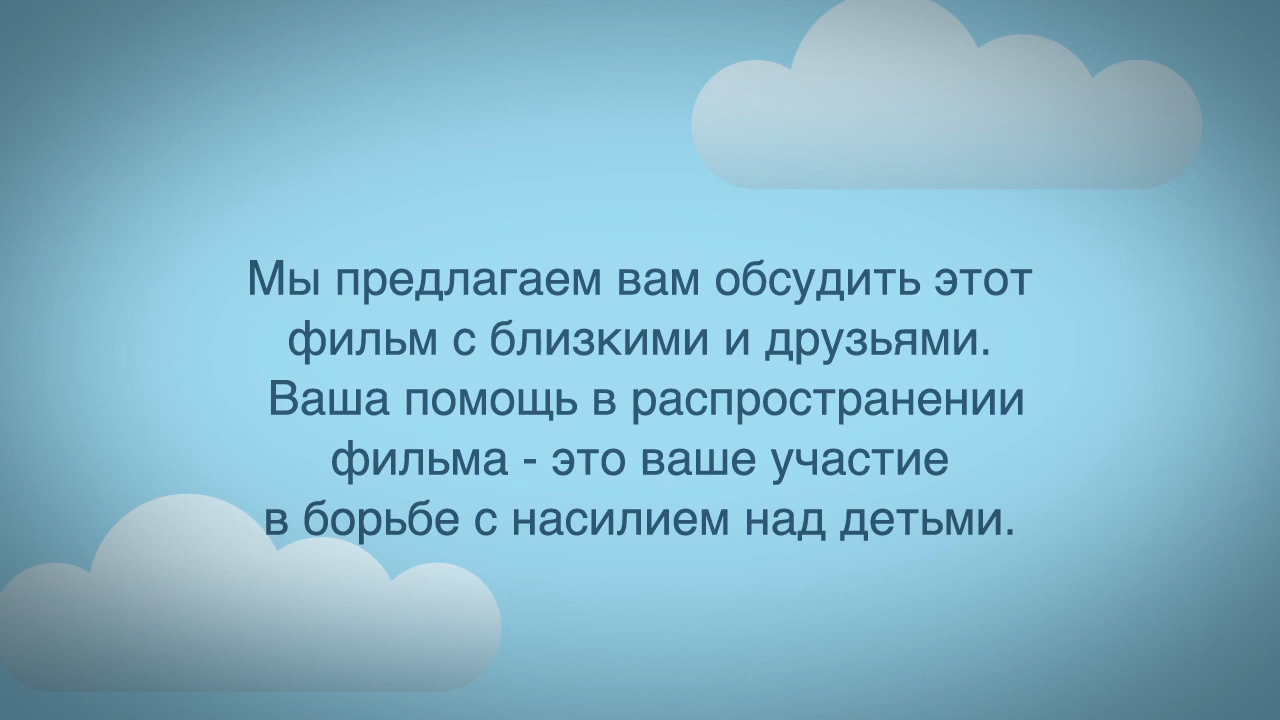 Мы предлагаем вам обсудить этот
фильм с близкими и друзьями.
Ваша помощь в распространении
фильма - это ваше участие
в борьбе с насилием над детьми.